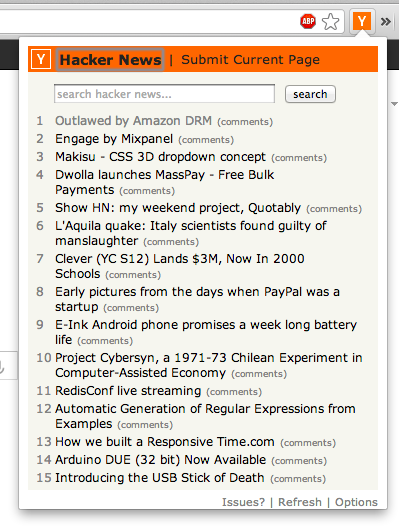 ABP
Y
Y Hacker News | Submit Current Page
search hacker news... search
1 Outlawed by Amazon DRM (comments)
2 Engage by Mixpanel (comments)
3 Makisu - CSS 3D dropdown concept (comments)
4 Dwolla launches MassPay - Free Bulk
Payments (comments)
5 Show HN: my weekend project, Quotably (comments)
6 L'Aquila quake: Italy scientists found guilty of
manslaughter (comments)
7 Clever (YC S12) Lands $3M, Now In 2000
Schools (comments)
8 Early pictures from the days when PayPal was a
startup (comments)
9 E-Ink Android phone promises a week long battery
life (comments)
10 Project Cybersyn, a 1971-73 Chilean Experiment in
Computer-Assisted Economy (comments)
11 RedisConf live streaming (comments)
12 Automatic Generation of Regular Expressions from
Examples (comments)
13 How we built a Responsive Time.com (comments)
14 Arduino DUE (32 bit) Now Available (comments)
15 Introducing the USB Stick of Death (comments)
Issues? | Refresh | Options